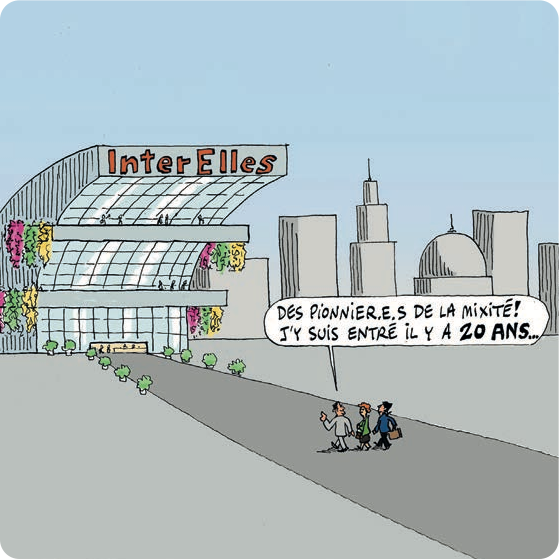 InterElles
DES PiONNiER.E.S DE LA MiXiTÉ!
J'Y SUiS ENTRÉ iL Y A 20 ANS...